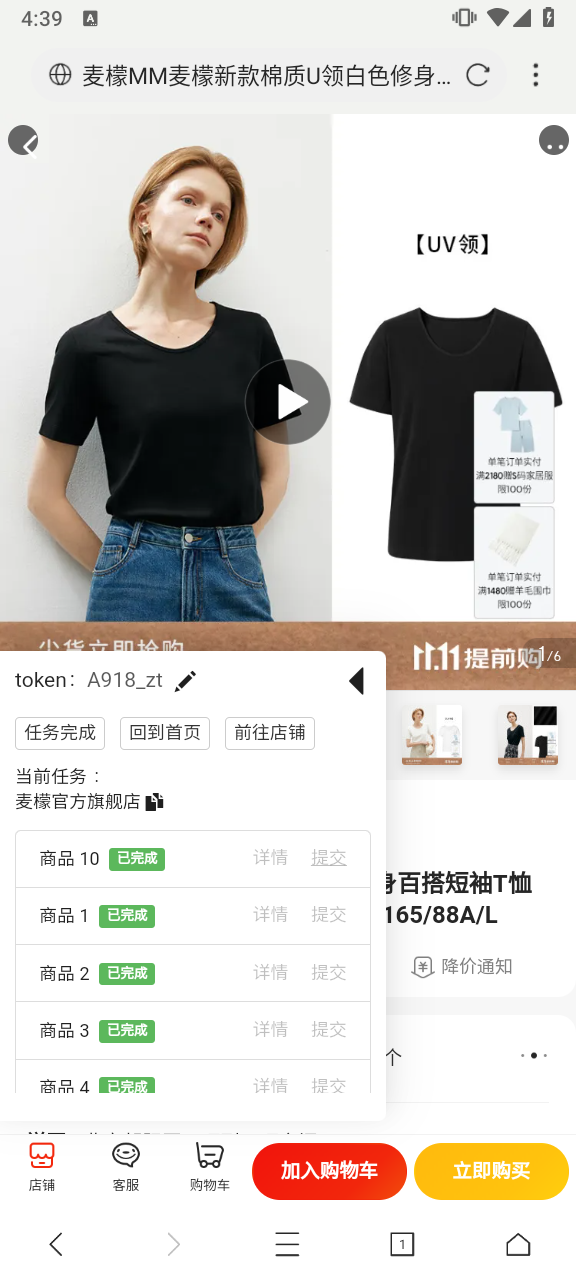 4:39
A
麦檬MM麦檬新款棉质U领白色修身...
【UV领】
单笔订单实付
满2180赠S码家居服
限100份
单笔订单实付
满1480赠羊毛围巾
限100份
尖货立即抢购
11.11提前购
1/6
token: A918_zt
任务完成
回到首页
前往店铺
当前任务：
麦檬官方旗舰店
商品 10 已完成 详情 提交
商品 1 已完成 详情 提交
商品 2 已完成 详情 提交
商品 3 已完成 详情 提交
商品 4 已完成 详情 提交
身百搭短袖T恤
165/88A/L
降价通知
个
店铺
客服
购物车
加入购物车
立即购买
1